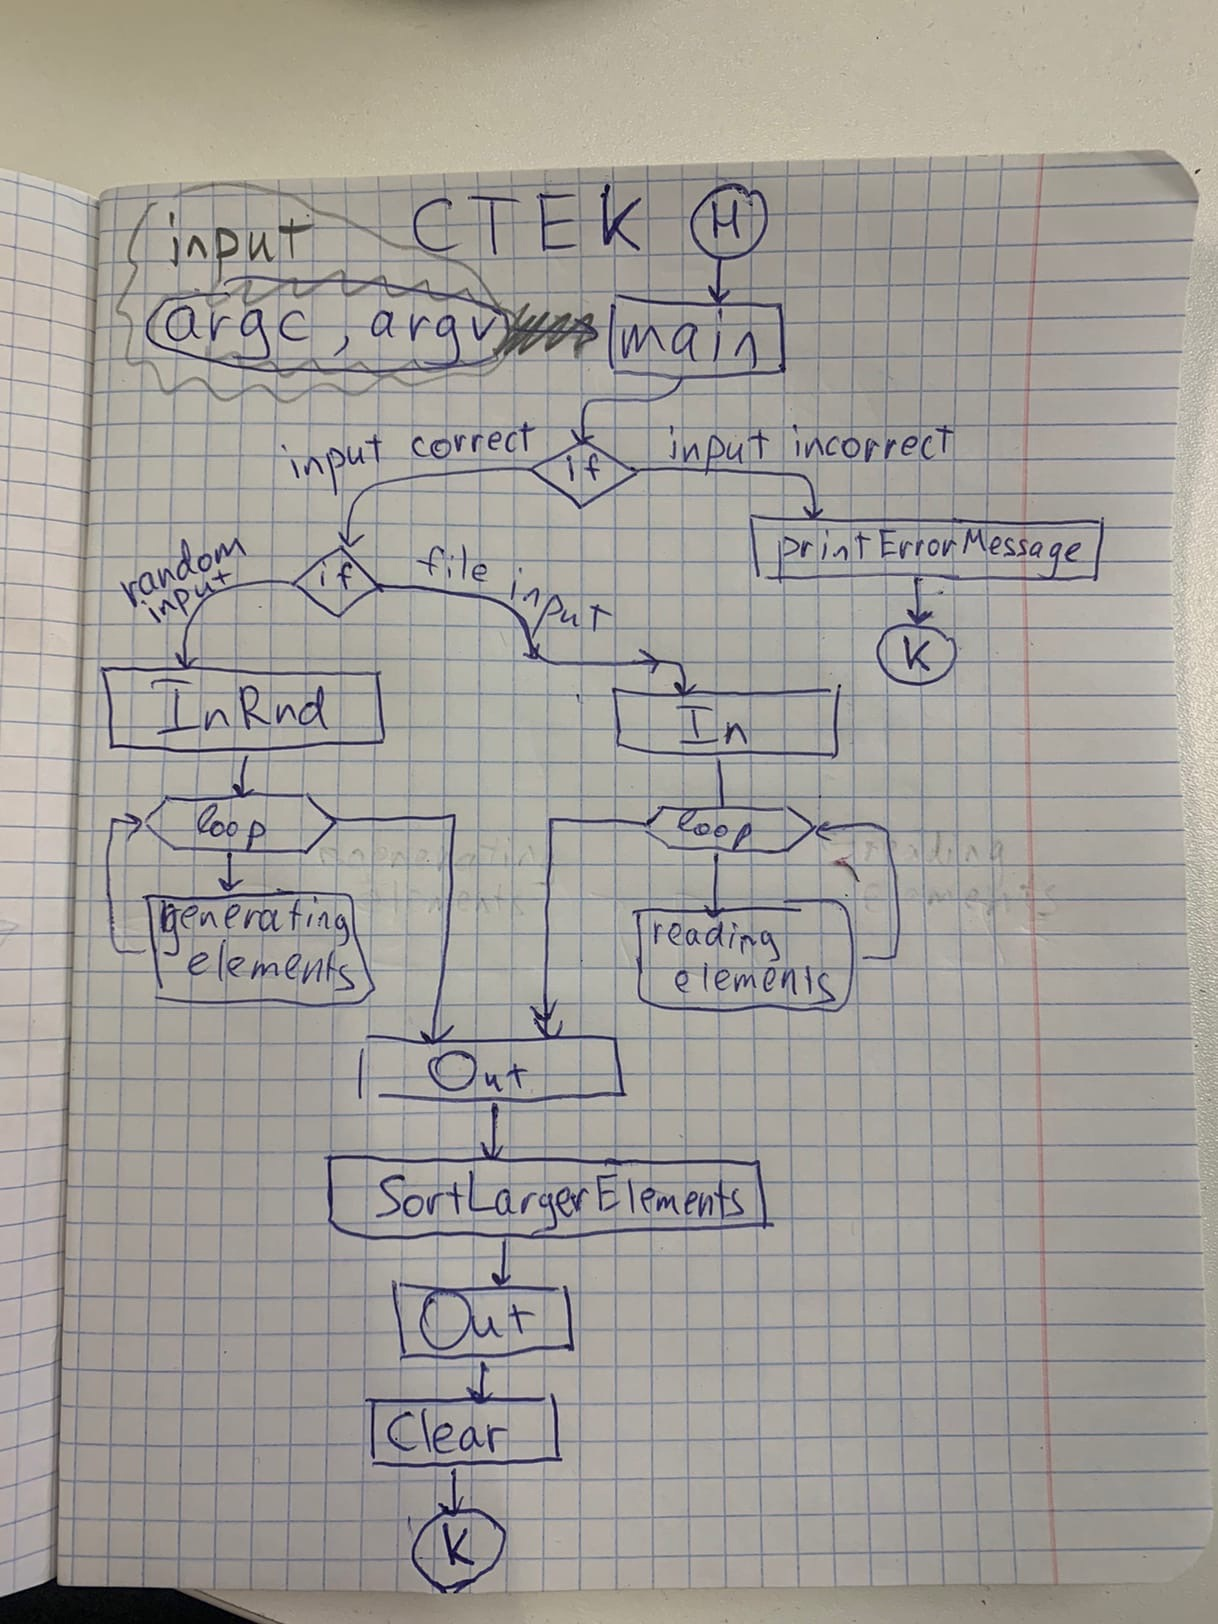 input
СТЕК
Н
argc, argv
main
input correct
if
input incorrect
printErrorMessage
К
random
input
if
file input
InRnd
In
loop
loop
generating
elements
reading
elements
Out
SortLargerElements
Out
Clear
К